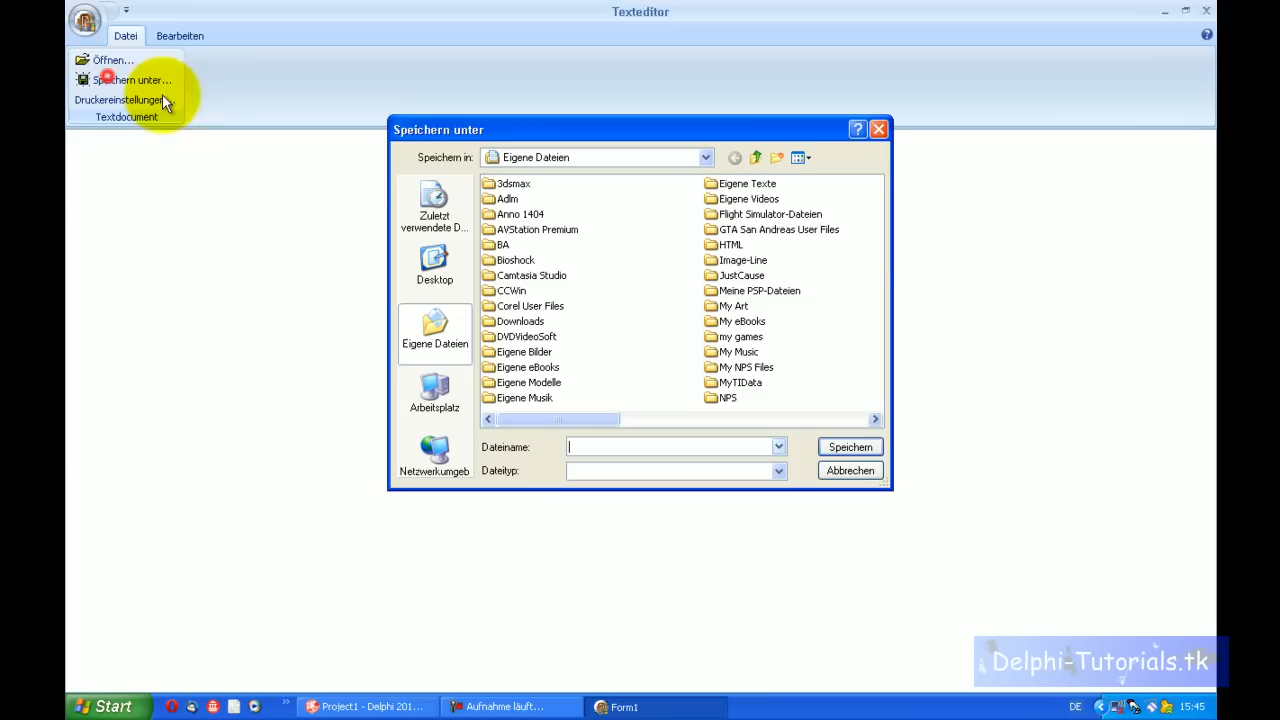 Texteditor
Datei Bearbeiten
Öffnen...
Speichern unter...
Druckereinstellungen
Textdocument
Speichern unter
Speichern in: Eigene Dateien
Zuletzt
verwendete D...
Desktop
Eigene Dateien
Arbeitsplatz
Netzwerkumgeb
3dsmax
Adlm
Anno 1404
AVStation Premium
BA
Bioshock
Camtasia Studio
CCWin
Corel User Files
Downloads
DVDVideoSoft
Eigene Bilder
Eigene eBooks
Eigene Modelle
Eigene Musik
Eigene Texte
Eigene Videos
Flight Simulator-Dateien
GTA San Andreas User Files
HTML
Image-Line
JustCause
Meine PSP-Dateien
My Art
My eBooks
my games
My Music
My NPS Files
MyTIData
NPS
Dateiname: Speichern
Dateityp: Abbrechen
Delphi-Tutorials.tk
Start Project1 - Delphi 201... Aufnahme läuft... Form1 DE 15:45